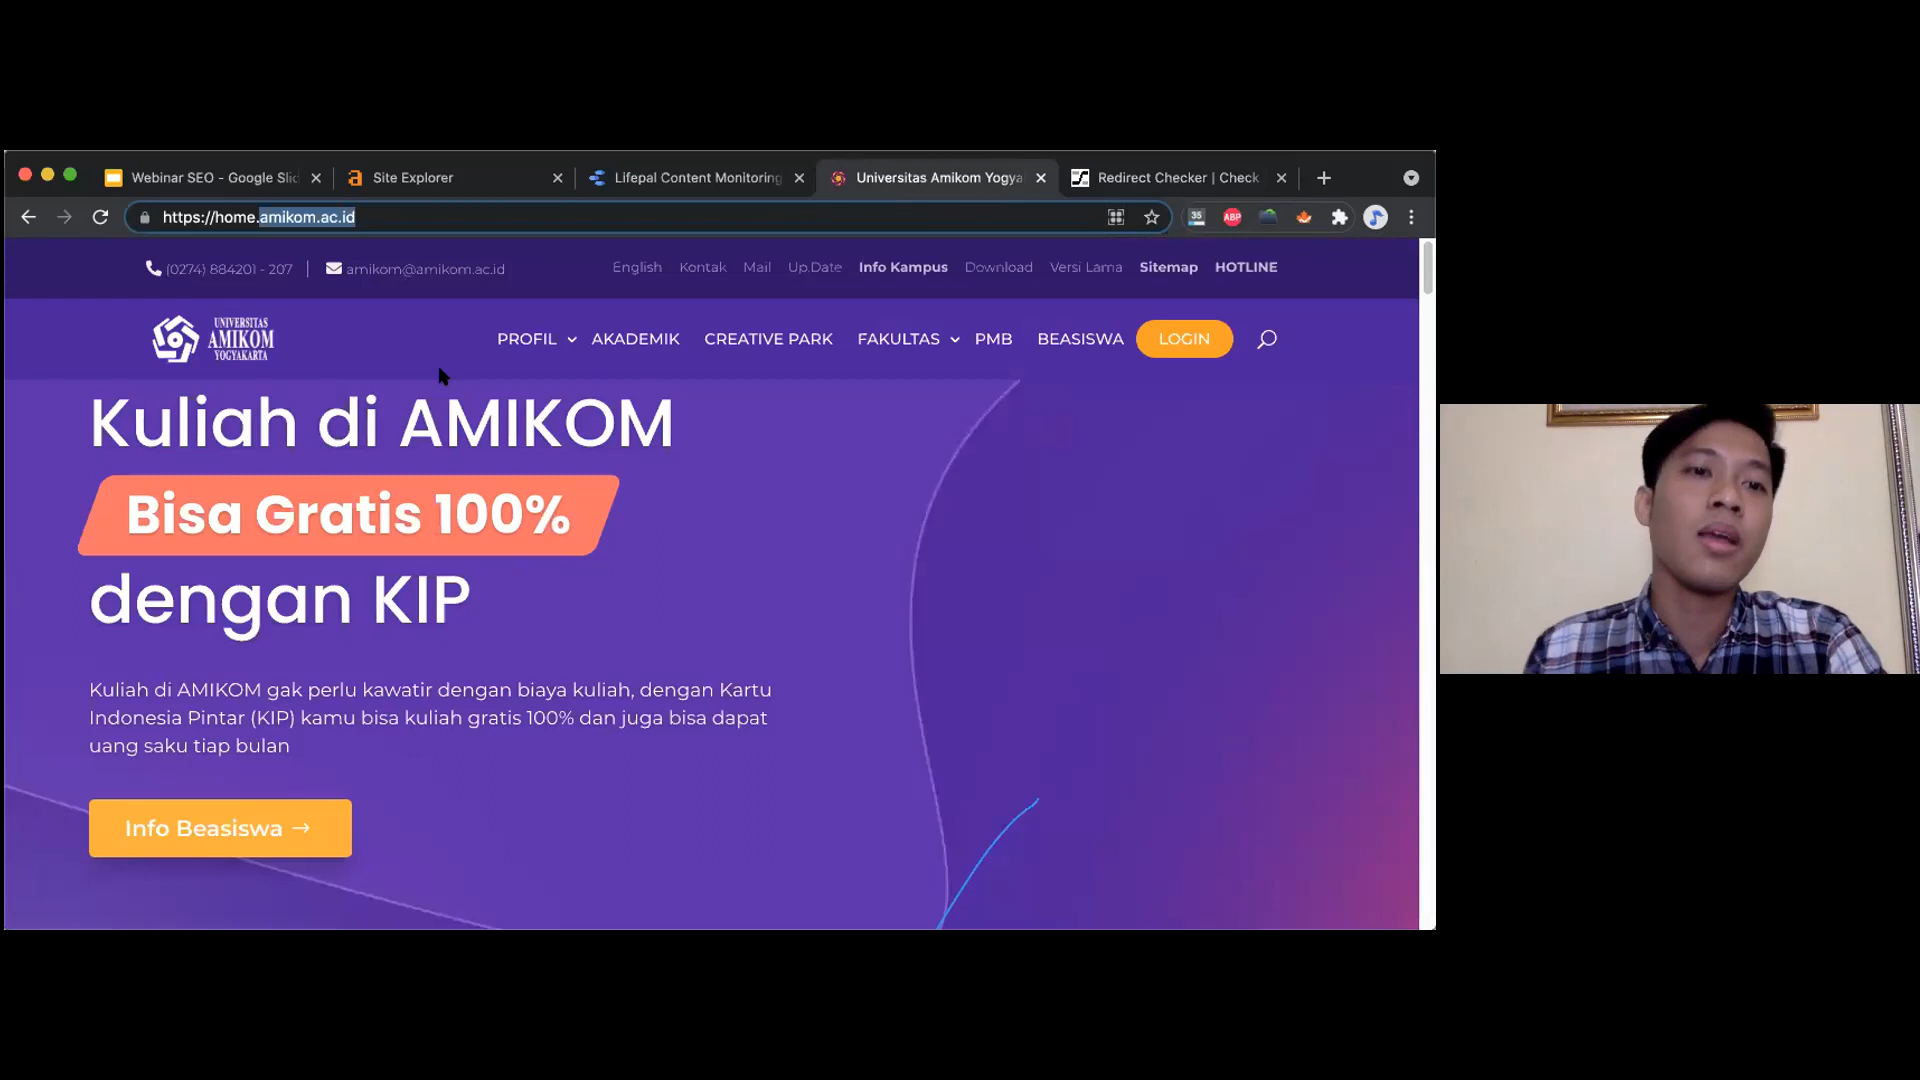 Webinar SEO - Google Slid
Site Explorer
Lifepal Content Monitoring
Universitas Amikom Yogya
Redirect Checker | Check
https://home.amikom.ac.id
35
ABP
(0274) 884201 - 207 | amikom@amikom.ac.id
English Kontak Mail Up.Date Info Kampus Download Versi Lama Sitemap HOTLINE
UNIVERSITAS
AMIKOM
YOGYAKARTA
PROFIL AKADEMIK CREATIVE PARK FAKULTAS PMB BEASISWA LOGIN
Kuliah di AMIKOM
Bisa Gratis 100%
dengan KIP
Kuliah di AMIKOM gak perlu kawatir dengan biaya kuliah, dengan Kartu
Indonesia Pintar (KIP) kamu bisa kuliah gratis 100% dan juga bisa dapat
uang saku tiap bulan
Info Beasiswa →